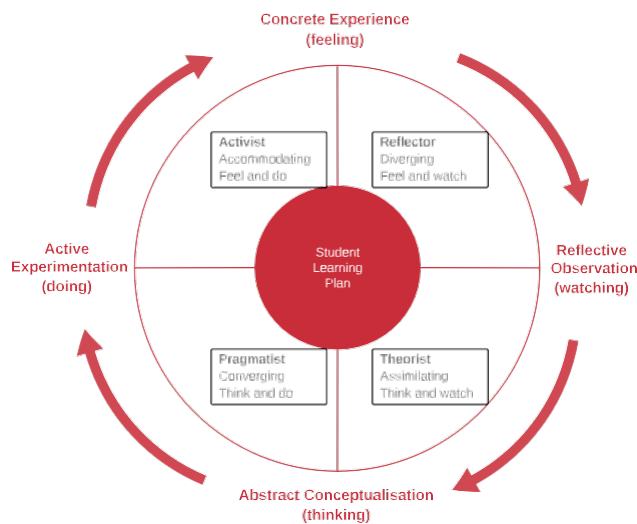 Concrete Experience
(feeling)
Activist
Accommodating
Feel and do
Reflector
Diverging
Feel and watch
Active
Experimentation
(doing)
Student
Learning
Plan
Reflective
Observation
(watching)
Pragmatist
Converging
Think and do
Theorist
Assimilating
Think and watch
Abstract Conceptualisation
(thinking)